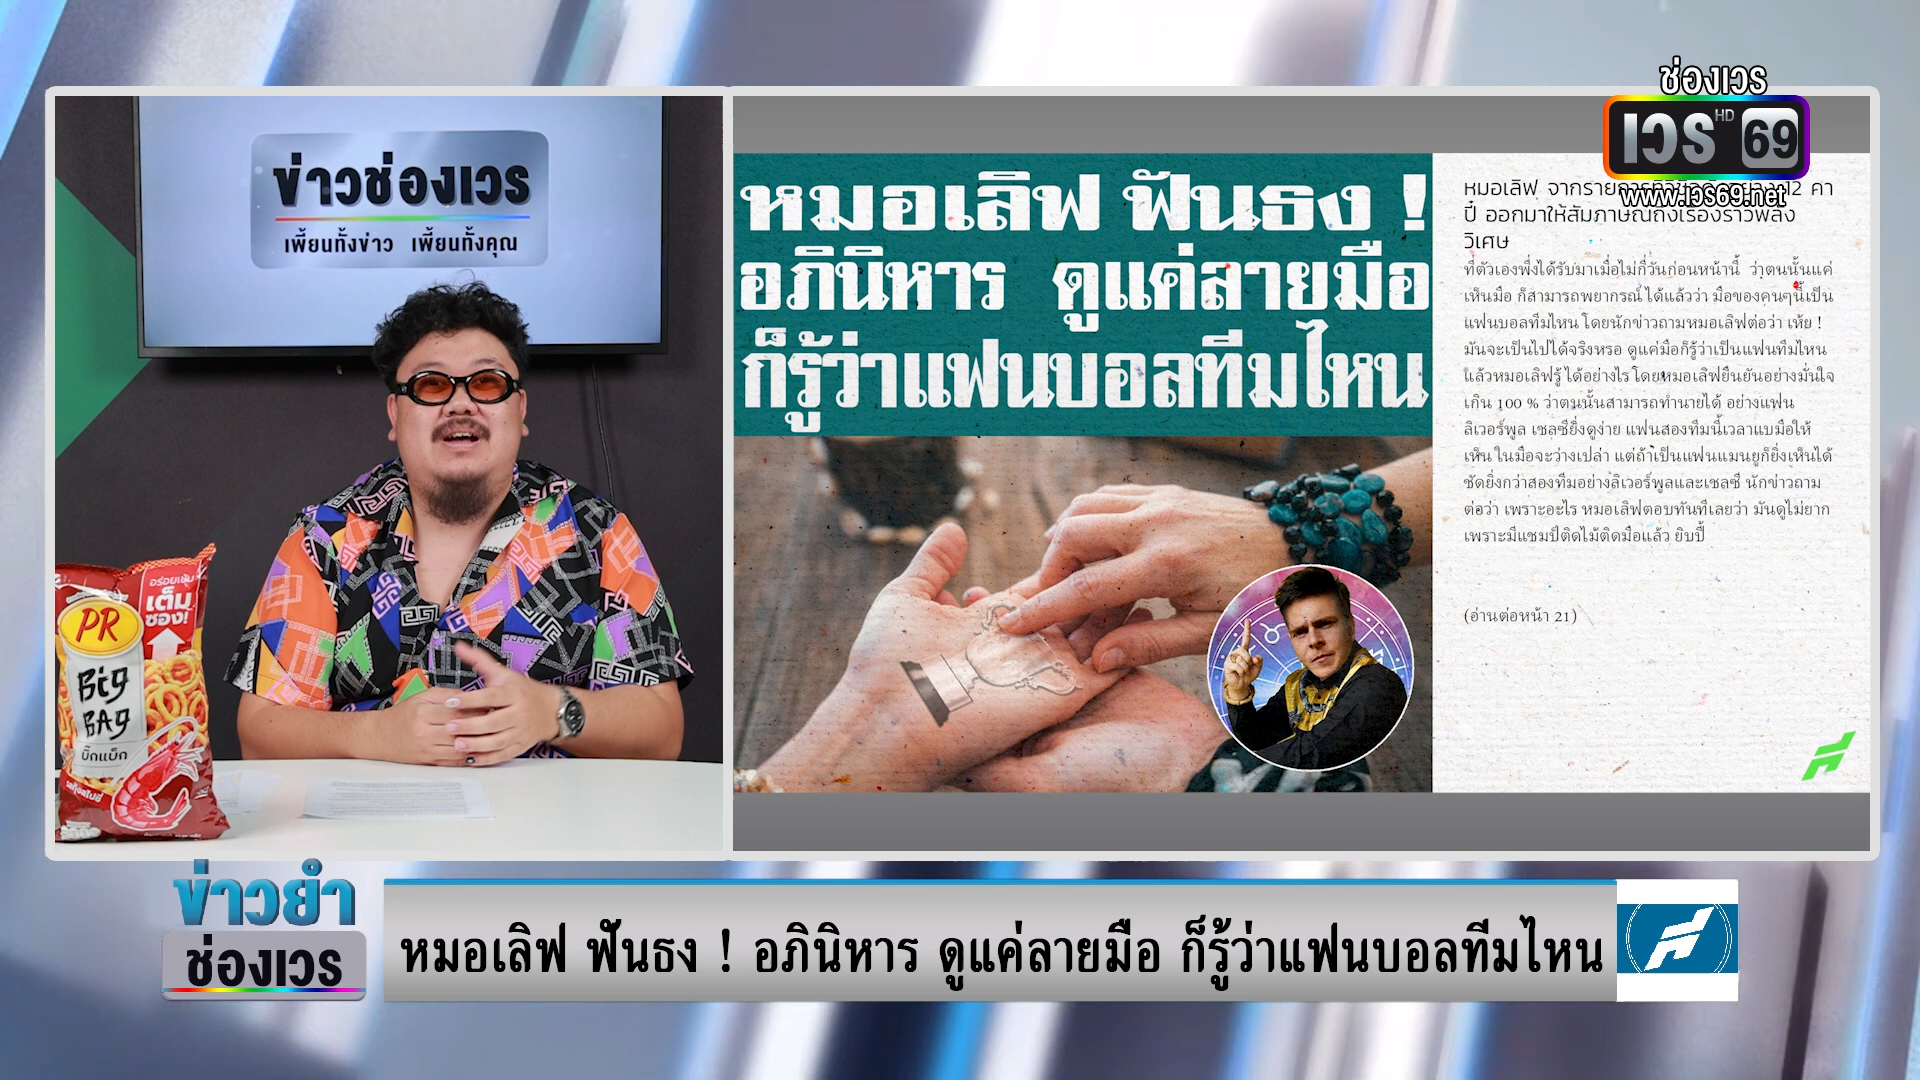 ช่องเวร
เวร HD 69
www.เวร69.net
ข่าวช่องเวร
เพี้ยนทั้งข่าว เพี้ยนทั้งคุณ
อร่อยเข้ม
เต็ม
ซอง!
PR
Big
BAg
บิ๊กแบ็ก
หมอเลิฟ ฟันธง !
อภินิหาร ดูแค่ลายมือ
ก็รู้ว่าแฟนบอลทีมไหน
หมอเลิฟ จากราย 12 คา
ปี๋ ออกมาให้สัมภาษณ์ถึงเรื่องราวพลัง
วิเศษ
ที่ตัวเองพึ่งได้รับมาเมื่อไม่กี่วันก่อนหน้านี้ ว่าตนนั้นแค่
เห็นมือ ก็สามารถพยากรณ์ได้แล้วว่า มือของคนๆนี้เป็น
แฟนบอลทีมไหน โดยนักข่าวถามหมอเลิฟต่อว่า เห้ย !
มันจะเป็นไปได้จริงหรอ ดูแค่มือก็รู้ว่าเป็นแฟนทีมไหน
แล้วหมอเลิฟรู้ได้อย่างไร โดยหมอเลิฟยืนยันอย่างมั่นใจ
เกิน 100 % ว่าตนนั้นสามารถทำนายได้ อย่างแฟน
ลิเวอร์พูล เชลซียิ่งดูง่าย แฟนสองทีมนี้เวลาแบมือให้
เห็น ในมือจะว่างเปล่า แต่ถ้าเป็นแฟนแมนยูก็ยิ่งเห็นได้
ชัดยิ่งกว่าสองทีมอย่างลิเวอร์พูลและเชลซี นักข่าวถาม
ต่อว่า เพราะอะไร หมอเลิฟตอบทันทีเลยว่า มันดูไม่ยาก
เพราะมีแชมป์ติดไม้ติดมือแล้ว ยิบปี้
(อ่านต่อหน้า 21)
ข่าวยำ
ช่องเวร
หมอเลิฟ ฟันธง ! อภินิหาร ดูแค่ลายมือ ก็รู้ว่าแฟนบอลทีมไหน